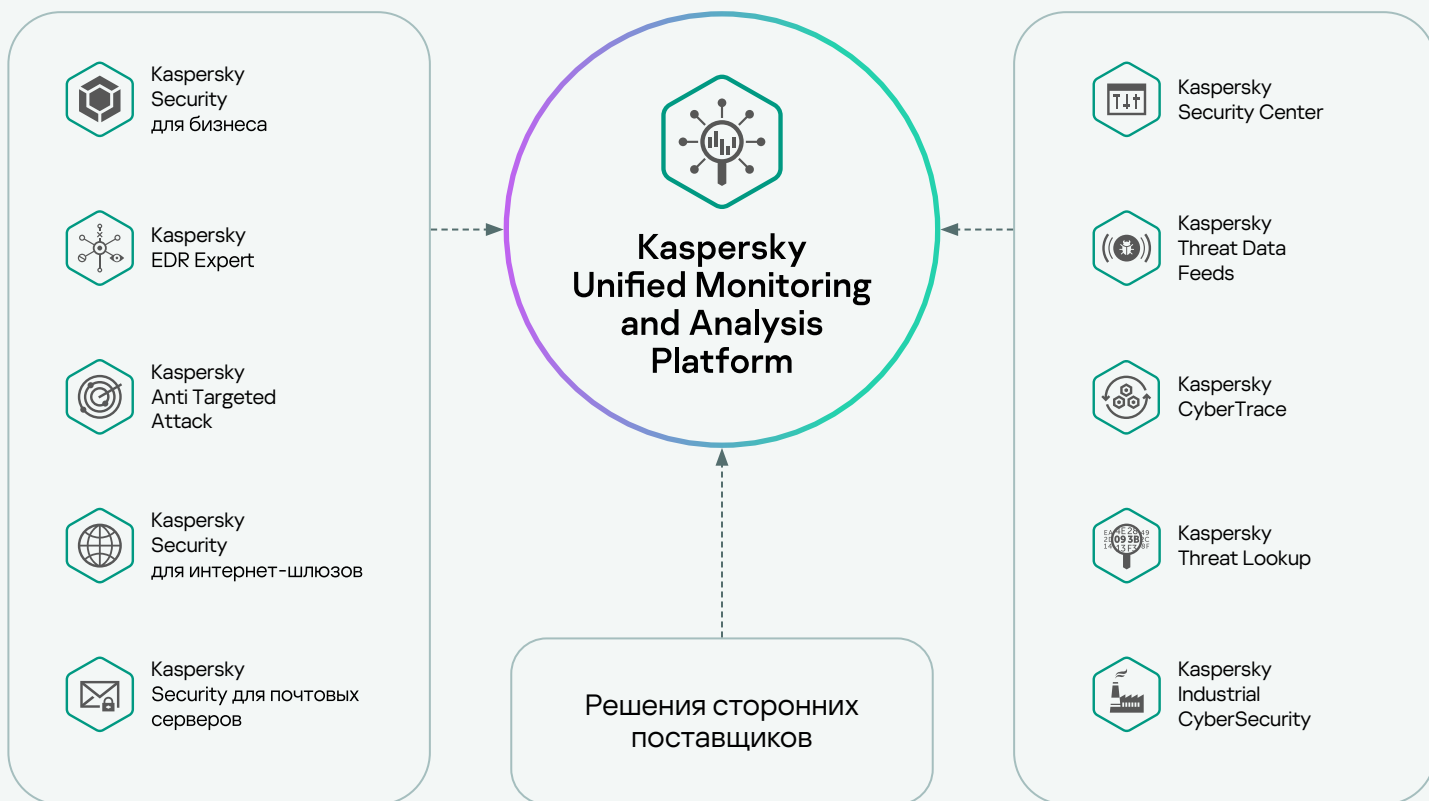 Kaspersky
Security
для бизнеса
Kaspersky
EDR Expert
Kaspersky
Anti Targeted
Attack
Kaspersky
Security
для интернет-шлюзов
Kaspersky
Security для почтовых
серверов
Kaspersky
Unified Monitoring
and Analysis
Platform
Решения сторонних
поставщиков
Kaspersky
Security Center
Kaspersky
Threat Data
Feeds
Kaspersky
CyberTrace
093B
Kaspersky
Threat Lookup
Kaspersky
Industrial
CyberSecurity